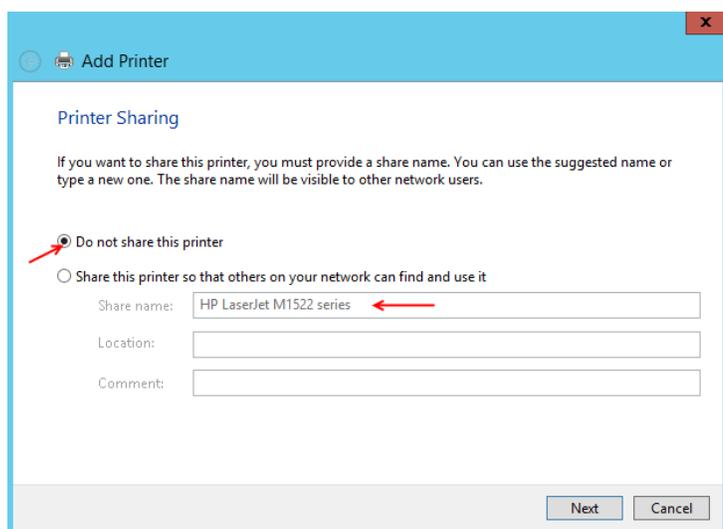 x
Add Printer
Printer Sharing
If you want to share this printer, you must provide a share name. You can use the suggested name or
type a new one. The share name will be visible to other network users.
Do not share this printer
Share this printer so that others on your network can find and use it
Share name: HP LaserJet M1522 series
Location:
Comment:
Next Cancel